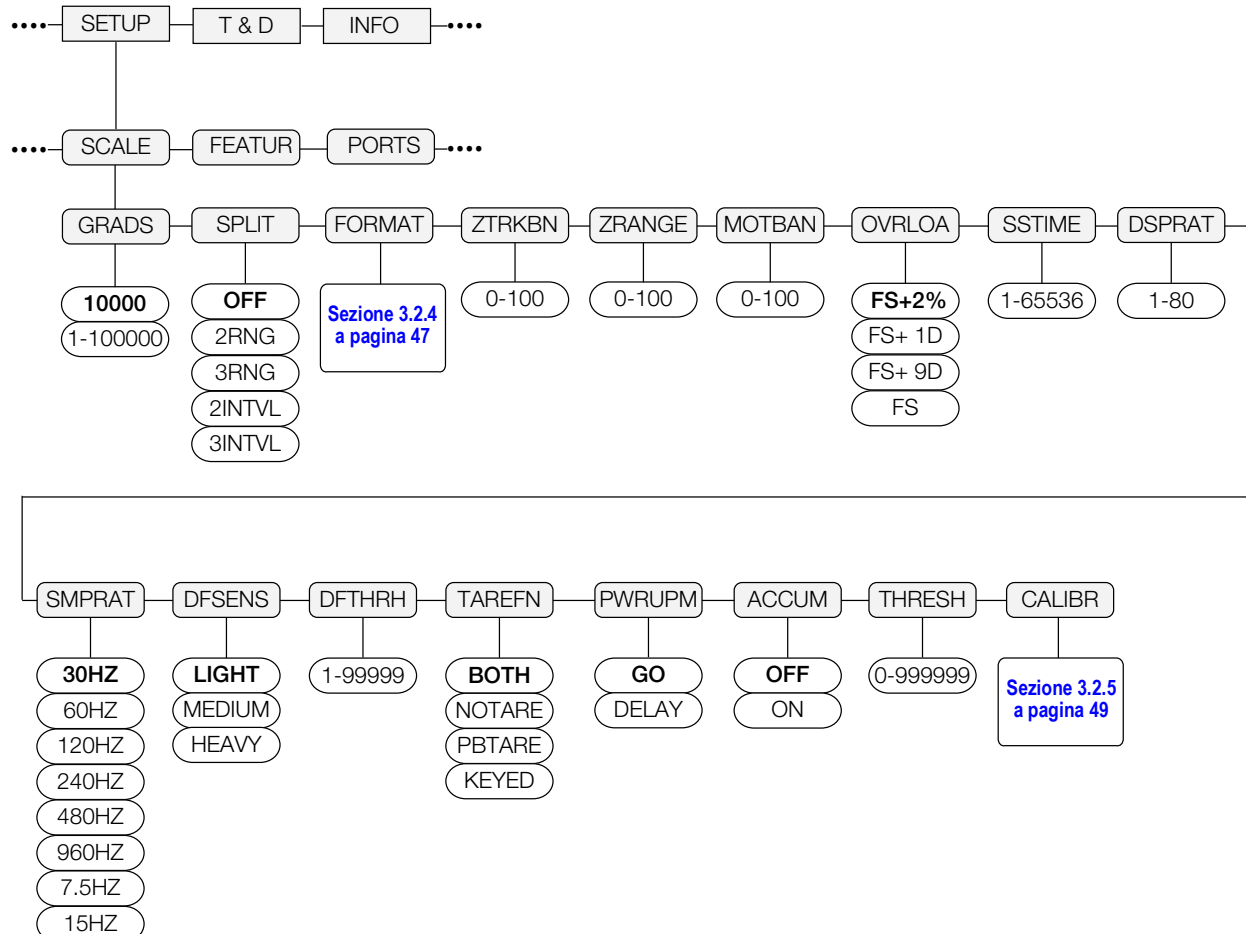 •••• SETUP T & D INFO ••••
•••• SCALE FEATUR PORTS ••••
GRADS SPLIT FORMAT ZTRKBN ZRANGE MOTBAN OVRLOA SSTIME DSPRAT
10000
1-100000
OFF
2RNG
3RNG
2INTVL
3INTVL
Sezione 3.2.4
a pagina 47
0-100
0-100
0-100
FS+2%
FS+ 1D
FS+ 9D
FS
1-65536
1-80
SMPRAT DFSENS DFTHRH TAREFN PWRUPM ACCUM THRESH CALIBR
30HZ
60HZ
120HZ
240HZ
480HZ
960HZ
7.5HZ
15HZ
LIGHT
MEDIUM
HEAVY
1-99999
BOTH
NOTARE
PBTARE
KEYED
GO
DELAY
OFF
ON
0-999999
Sezione 3.2.5
a pagina 49